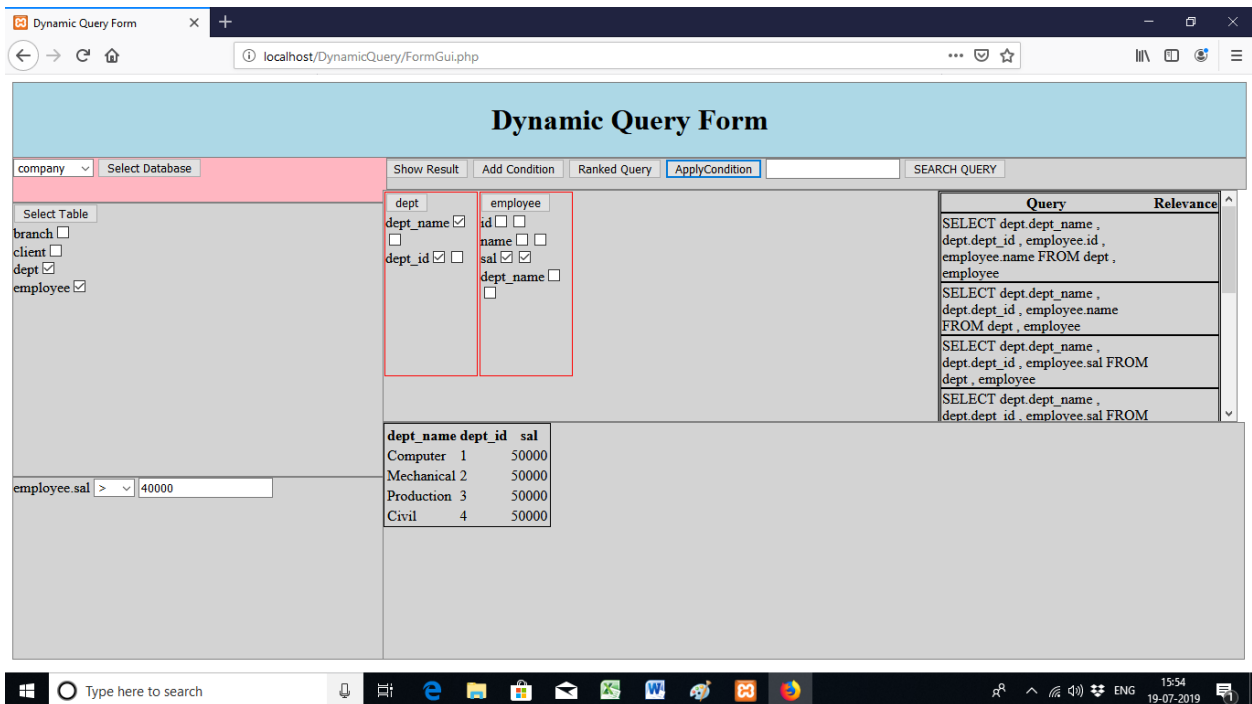 Dynamic Query Form
localhost/DynamicQuery/FormGui.php
Dynamic Query Form
company Select Database
Show Result Add Condition Ranked Query ApplyCondition SEARCH QUERY
Select Table
branch
client
dept
employee
dept
dept_name
dept_id
employee
id
name
sal
dept_name
Query Relevance
SELECT dept.dept_name ,
dept.dept_id , employee.id ,
employee.name FROM dept ,
employee
SELECT dept.dept_name ,
dept.dept_id , employee.name
FROM dept , employee
SELECT dept.dept_name ,
dept.dept_id , employee.sal FROM
dept , employee
SELECT dept.dept_name ,
dept.dept_id , employee.sal FROM
employee.sal > 40000
dept_name dept_id sal
Computer 1 50000
Mechanical 2 50000
Production 3 50000
Civil 4 50000
Type here to search
ENG
15:54
19-07-2019